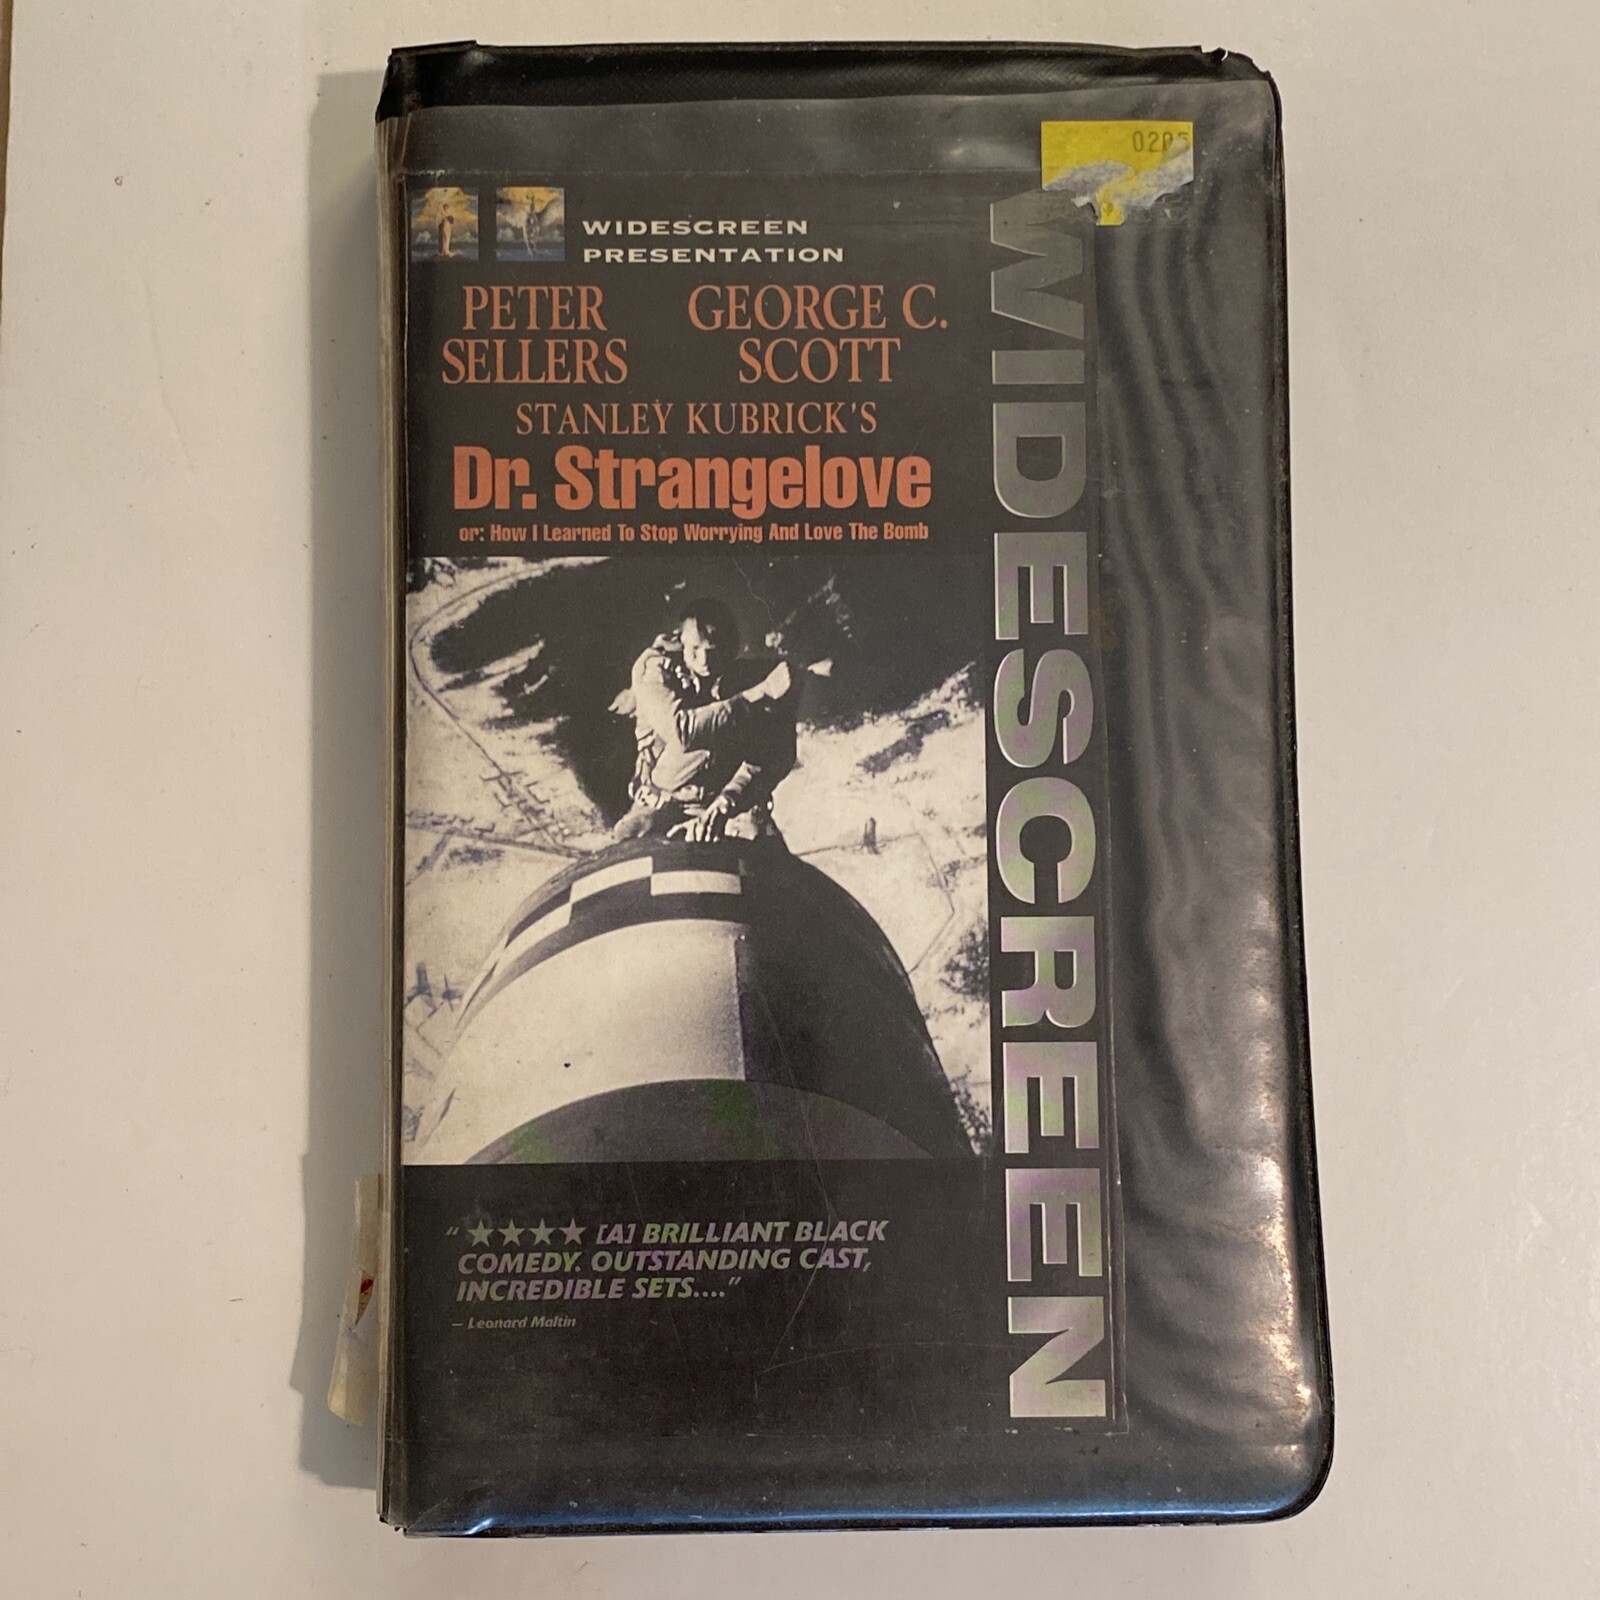 0205
WIDESCREEN
PRESENTATION
PETER SELLERS
GEORGE C. SCOTT
STANLEY KUBRICK'S
Dr. Strangelove
or: How I Learned To Stop Worrying And Love The Bomb
WIDESCREEN
“★★★★ [A] BRILLIANT BLACK
COMEDY. OUTSTANDING CAST,
INCREDIBLE SETS....”
– Leonard Maltin